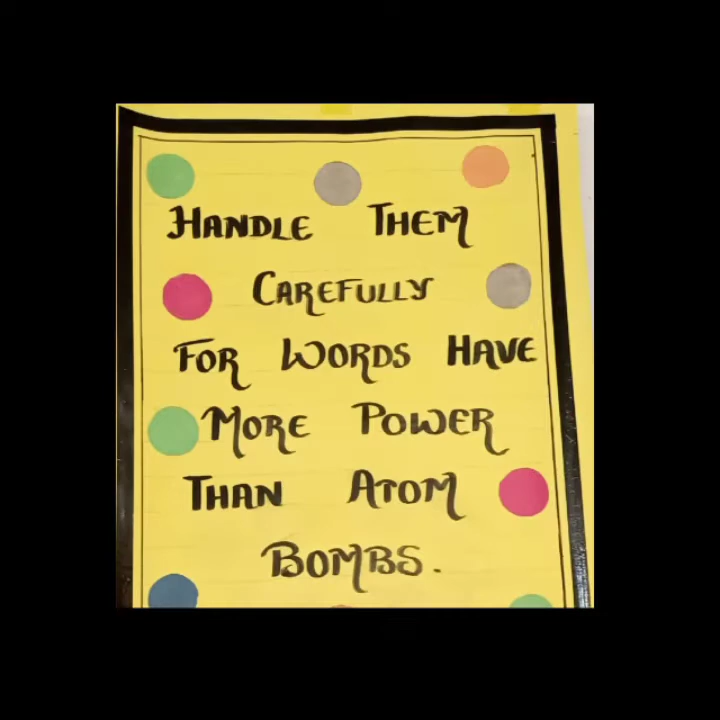 HANDLE THEM
CAREFULLY
FOR WORDS HAVE
MORE POWER
THAN ATOM
BOMBS.